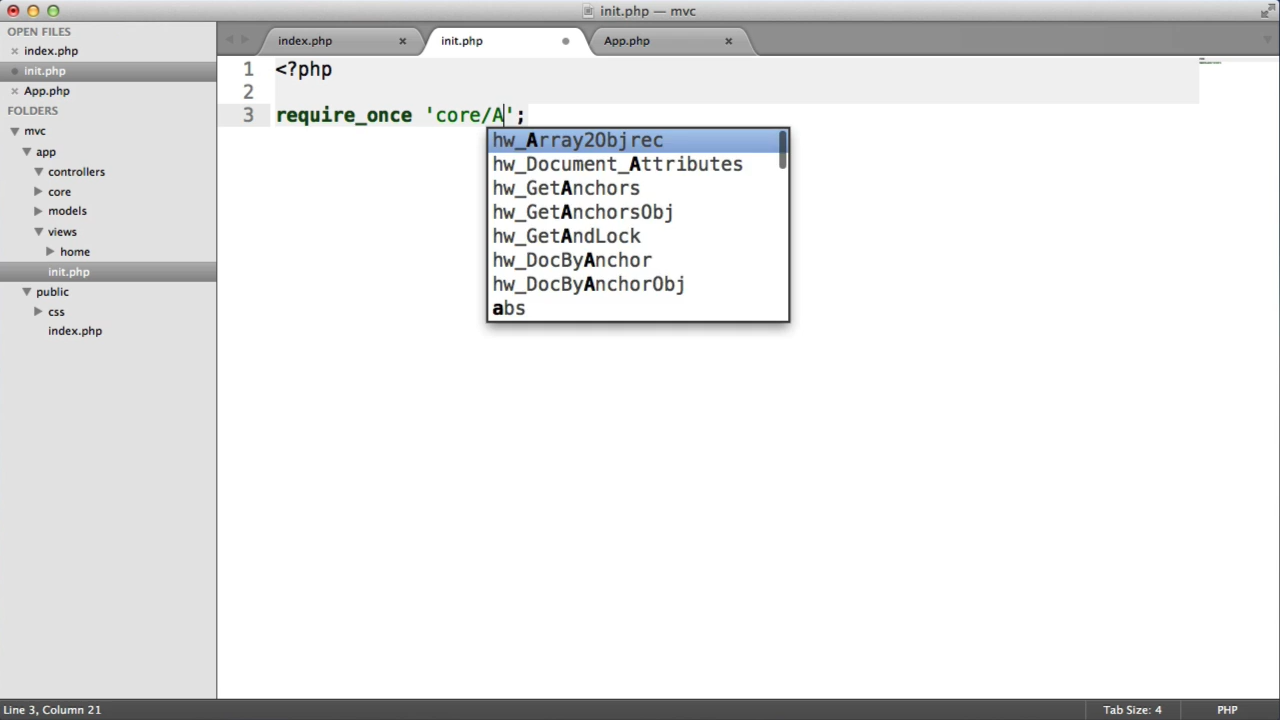 init.php — mvc
OPEN FILES
index.php
init.php
App.php
FOLDERS
mvc
app
controllers
core
models
views
home
init.php
public
css
index.php
index.php
init.php
App.php
1 <?php
2
3 require_once 'core/A';
hw_Array2Objrec
hw_Document_Attributes
hw_GetAnchors
hw_GetAnchorsObj
hw_GetAndLock
hw_DocByAnchor
hw_DocByAnchorObj
abs
Line 3, Column 21
Tab Size: 4
PHP